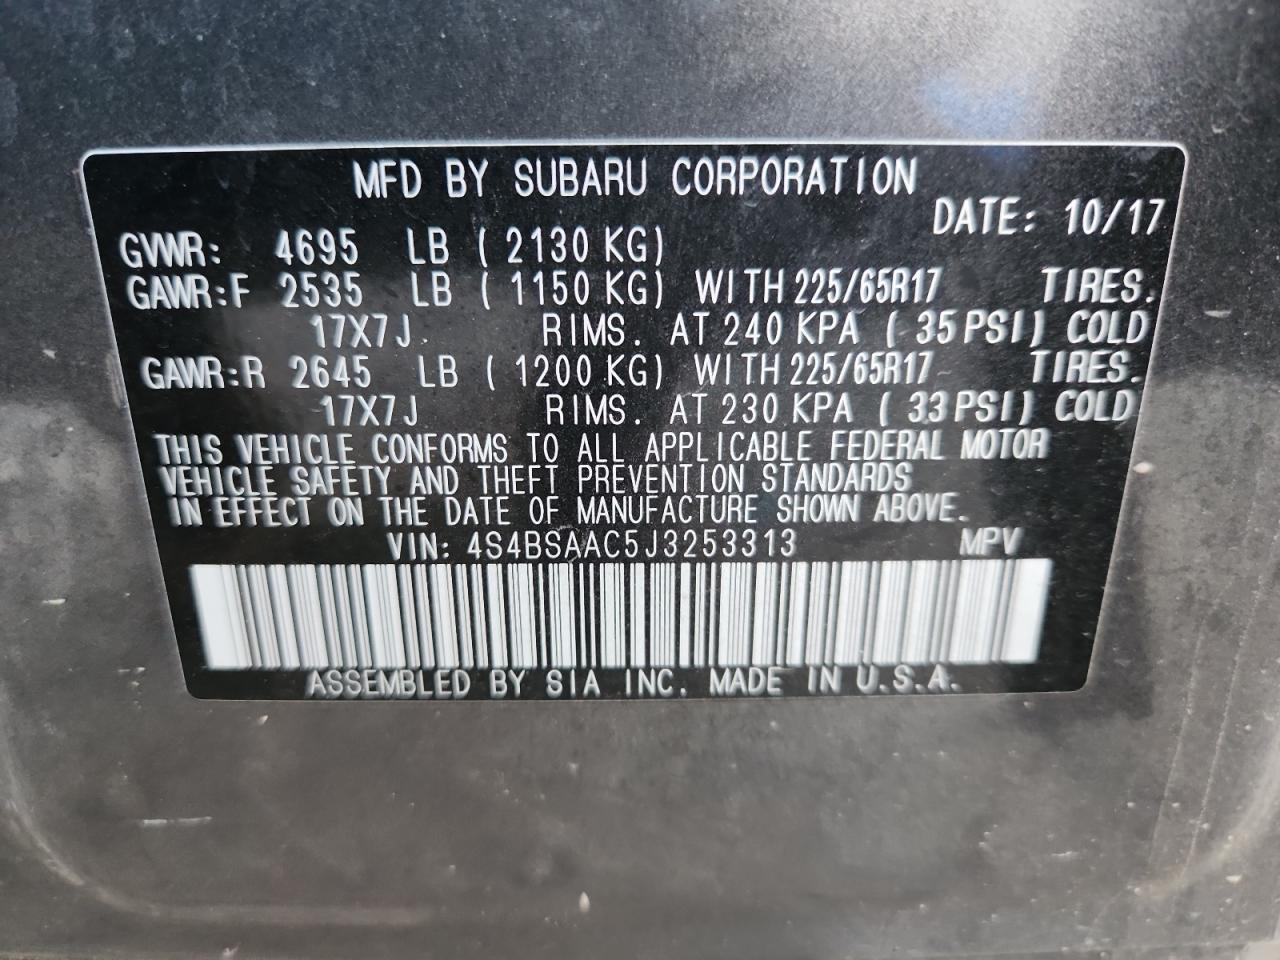 MFD BY SUBARU CORPORATION
DATE: 10/17
GVWR: 4695 LB ( 2130 KG)
GAWR:F 2535 LB ( 1150 KG) WITH 225/65R17 TIRES.
17X7J RIMS. AT 240 KPA ( 35 PSI) COLD
GAWR:R 2645 LB ( 1200 KG) WITH 225/65R17 TIRES.
17X7J RIMS. AT 230 KPA ( 33 PSI) COLD
THIS VEHICLE CONFORMS TO ALL APPLICABLE FEDERAL MOTOR
VEHICLE SAFETY AND THEFT PREVENTION STANDARDS
IN EFFECT ON THE DATE OF MANUFACTURE SHOWN ABOVE.
VIN: 4S4BSAAC5J3253313 MPV
ASSEMBLED BY SIA INC. MADE IN U.S.A.